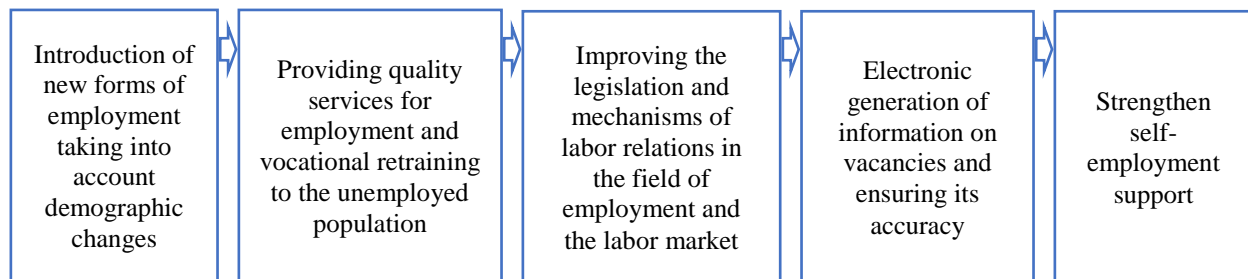 Introduction of
new forms of
employment
taking into
account
demographic
changes
Providing quality
services for
employment and
vocational retraining
to the unemployed
population
Improving the
legislation and
mechanisms of
labor relations in
the field of
employment and
the labor market
Electronic
generation of
information on
vacancies and
ensuring its
accuracy
Strengthen
self-
employment
support